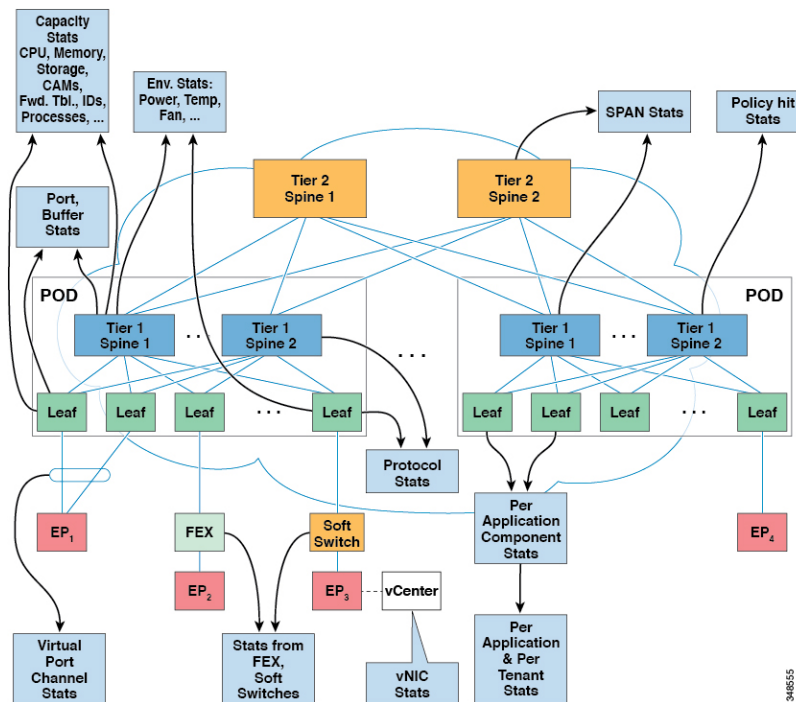 Capacity
Stats
CPU, Memory,
Storage,
CAMs,
Fwd. Tbl., IDs,
Processes, ...
Env. Stats:
Power, Temp,
Fan, ...
SPAN Stats
Policy hit
Stats
Tier 2
Spine 1
Tier 2
Spine 2
Port,
Buffer
Stats
POD
POD
Tier 1
Spine 1
. .
Tier 1
Spine 2
. . .
Tier 1
Spine 1
. . .
Tier 1
Spine 2
Leaf
Leaf
Leaf
. . .
Leaf
Leaf
Leaf
Leaf
. . .
Leaf
Protocol
Stats
EP1
FEX
Soft
Switch
Per
Application
Component
Stats
EP4
EP2
EP3
vCenter
Virtual
Port
Channel
Stats
Stats from
FEX,
Soft
Switches
vNIC
Stats
Per
Application
& Per
Tenant
Stats
348555